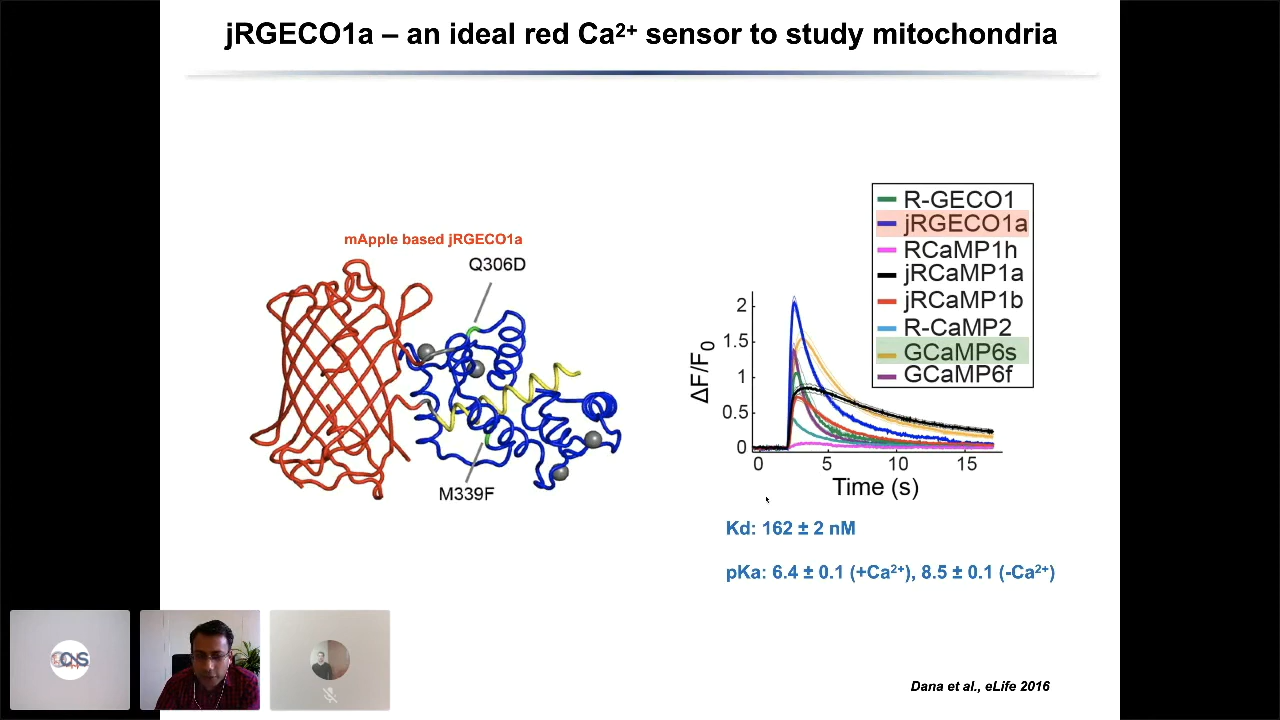 jRGECO1a – an ideal red Ca²⁺ sensor to study mitochondria
mApple based jRGECO1a
Q306D
M339F
R-GECO1
jRGECO1a
RCaMP1h
jRCaMP1a
jRCaMP1b
R-CaMP2
GCaMP6s
GCaMP6f
ΔF/F₀
2
1.5
1
0.5
0
0 5 10 15
Time (s)
Kd: 162 ± 2 nM
pKa: 6.4 ± 0.1 (+Ca²⁺), 8.5 ± 0.1 (-Ca²⁺)
Dana et al., eLife 2016